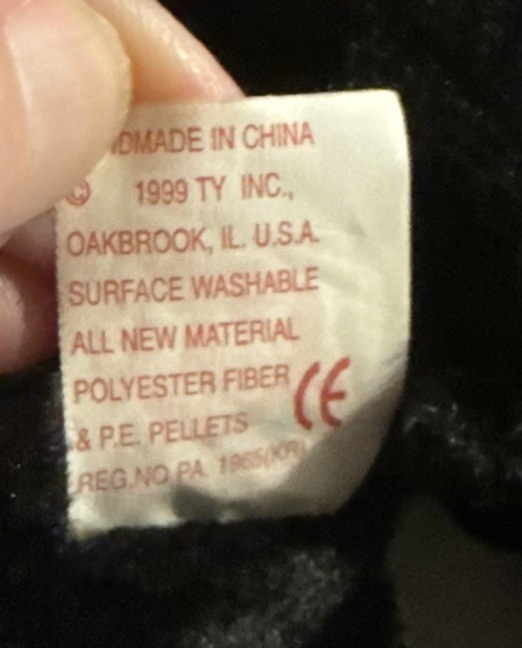 NDMADE IN CHINA
© 1999 TY INC.,
OAKBROOK, IL. U.S.A.
SURFACE WASHABLE
ALL NEW MATERIAL
POLYESTER FIBER
& P.E. PELLETS CE
REG.NO PA. 1965(KR)